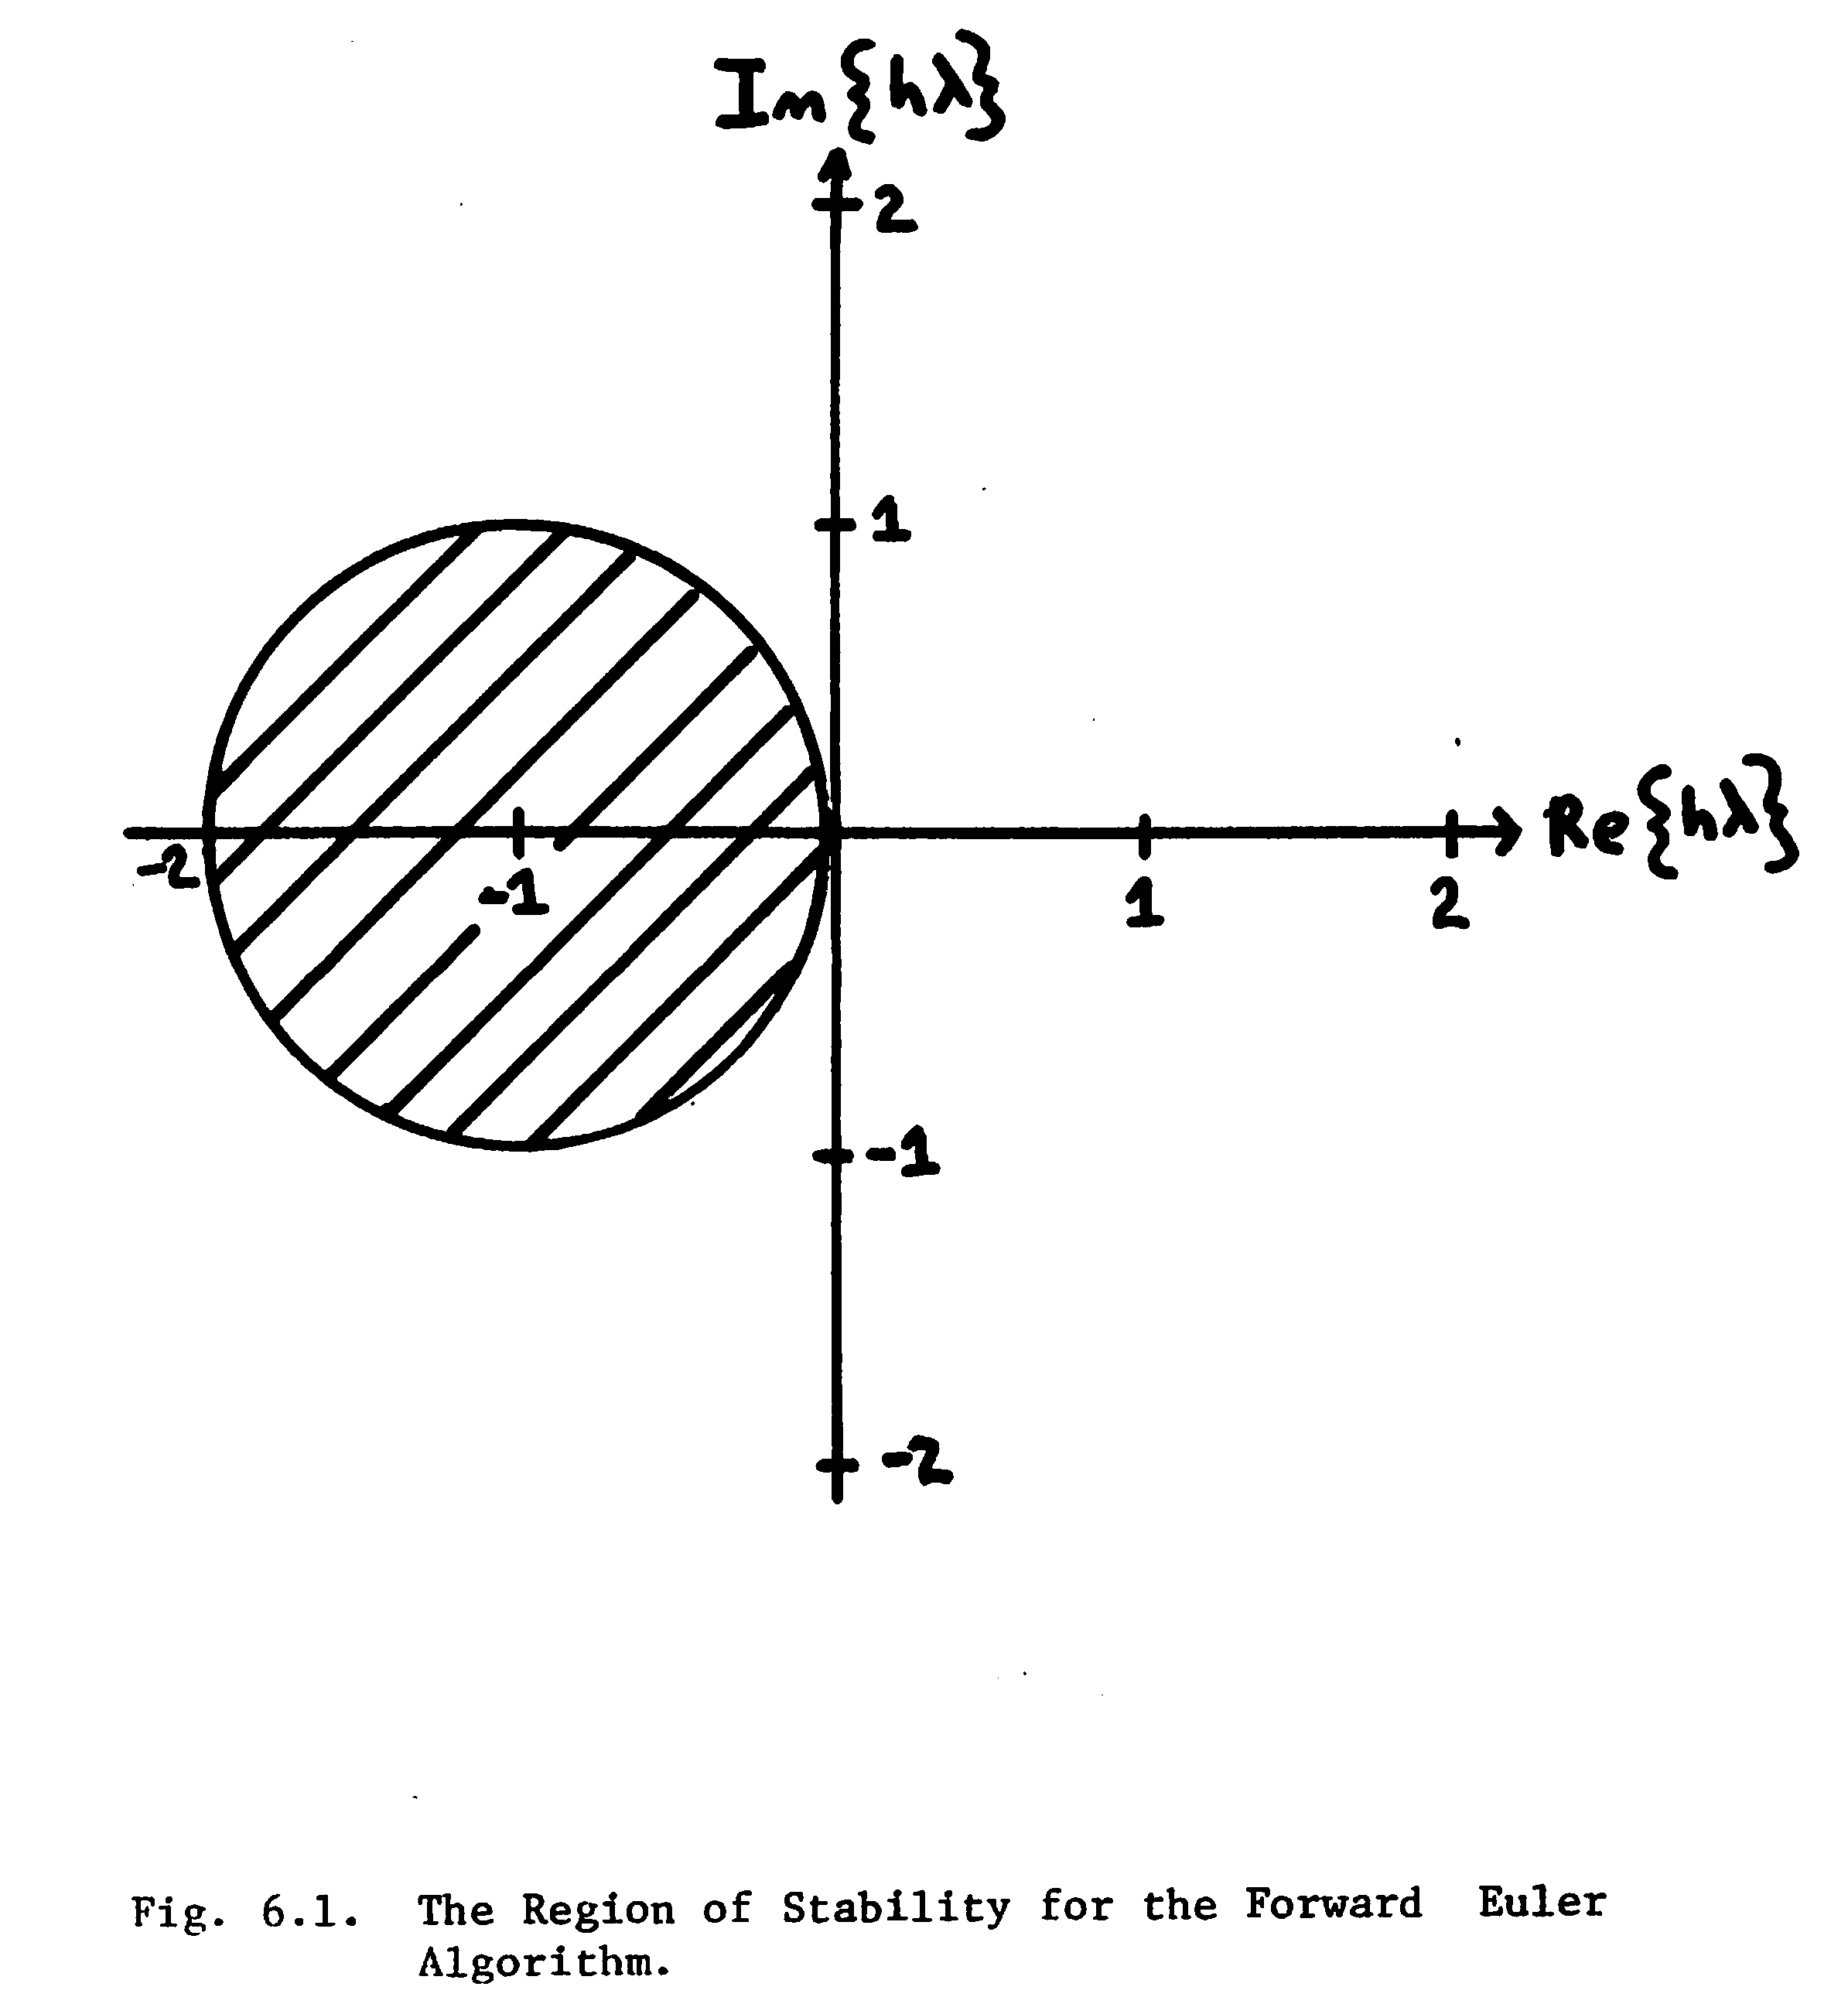 Im{hλ}
2
1
Re{hλ}
-2
-1
1
2
-1
-2
Fig. 6.1. The Region of Stability for the Forward Euler
Algorithm.